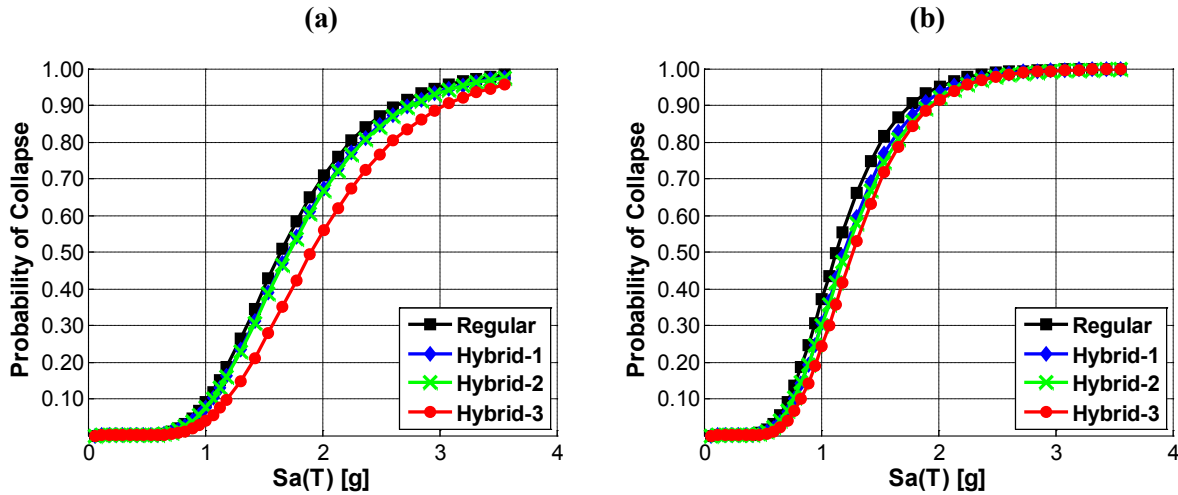 (a)
Probability of Collapse
1.00
0.90
0.80
0.70
0.60
0.50
0.40
0.30
0.20
0.10
0 1 2 3 4
Sa(T) [g]
Regular
Hybrid-1
Hybrid-2
Hybrid-3
(b)
Probability of Collapse
1.00
0.90
0.80
0.70
0.60
0.50
0.40
0.30
0.20
0.10
0 1 2 3 4
Sa(T) [g]
Regular
Hybrid-1
Hybrid-2
Hybrid-3